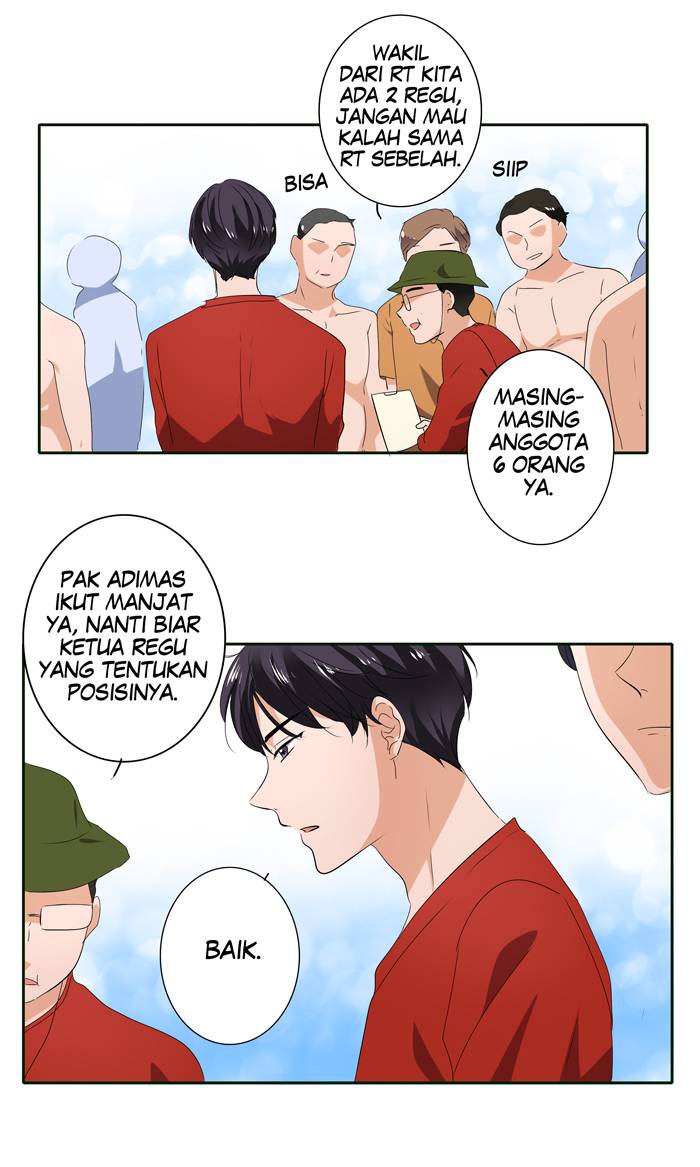 WAKIL
DARI RT KITA
ADA 2 REGU,
JANGAN MAU
KALAH SAMA
RT SEBELAH.
BISA
SIIP
MASING-
MASING
ANGGOTA
6 ORANG
YA.
PAK ADIMAS
IKUT MANJAT
YA, NANTI BIAR
KETUA REGU
YANG TENTUKAN
POSISINYA.
BAIK.